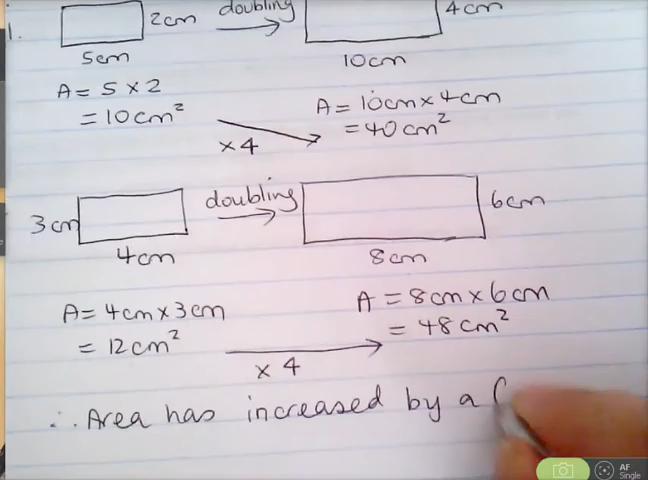 1. 2cm doubling 4cm
5cm 10cm
A = 5 × 2 A = 10cm × 4cm
= 10cm² ×4 = 40cm²
3cm doubling 6cm
4cm 8cm
A = 4cm × 3cm A = 8cm × 6cm
= 12cm² = 48cm²
× 4
∴ Area has increased by a
AF
Single